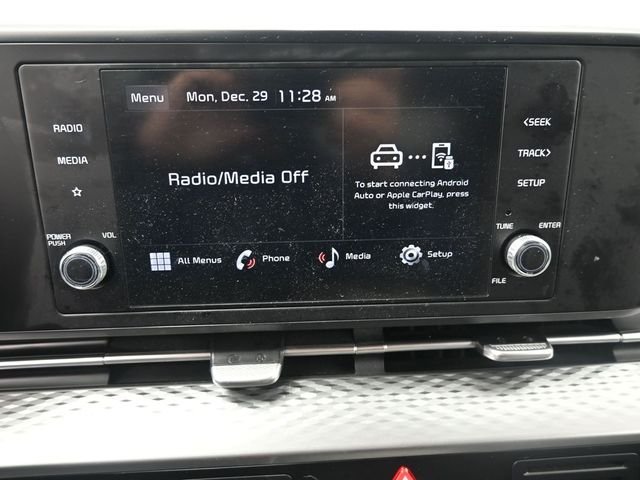 Menu Mon, Dec. 29 11:28 AM
RADIO
MEDIA
POWER
PUSH
VOL
Radio/Media Off
To start connecting Android
Auto or Apple CarPlay, press
this widget.
All Menus Phone Media Setup
<SEEK
TRACK>
SETUP
TUNE ENTER
FILE